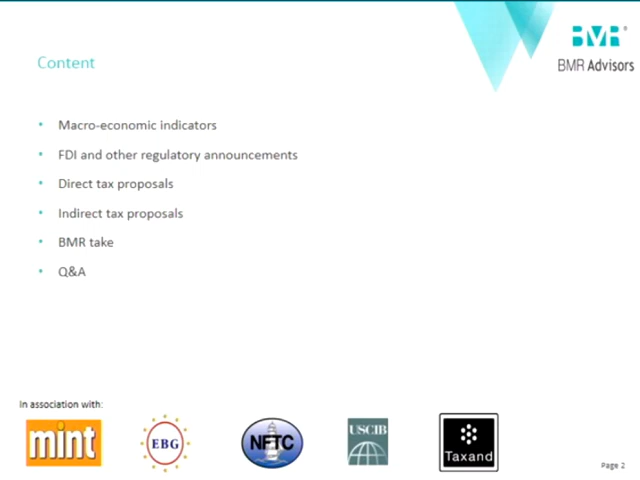 BMR
BMR Advisors
Content
• Macro-economic indicators
• FDI and other regulatory announcements
• Direct tax proposals
• Indirect tax proposals
• BMR take
• Q&A
In association with:
mint
EBG
NFTC
USCIB
Taxand
Page 2